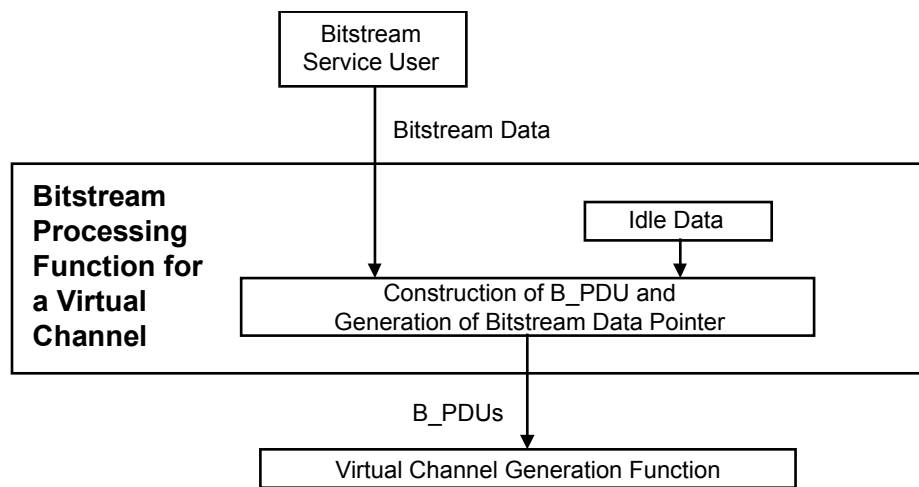 Bitstream
Service User
Bitstream Data
Bitstream
Processing
Function for
a Virtual
Channel
Idle Data
Construction of B_PDU and
Generation of Bitstream Data Pointer
B_PDUs
Virtual Channel Generation Function